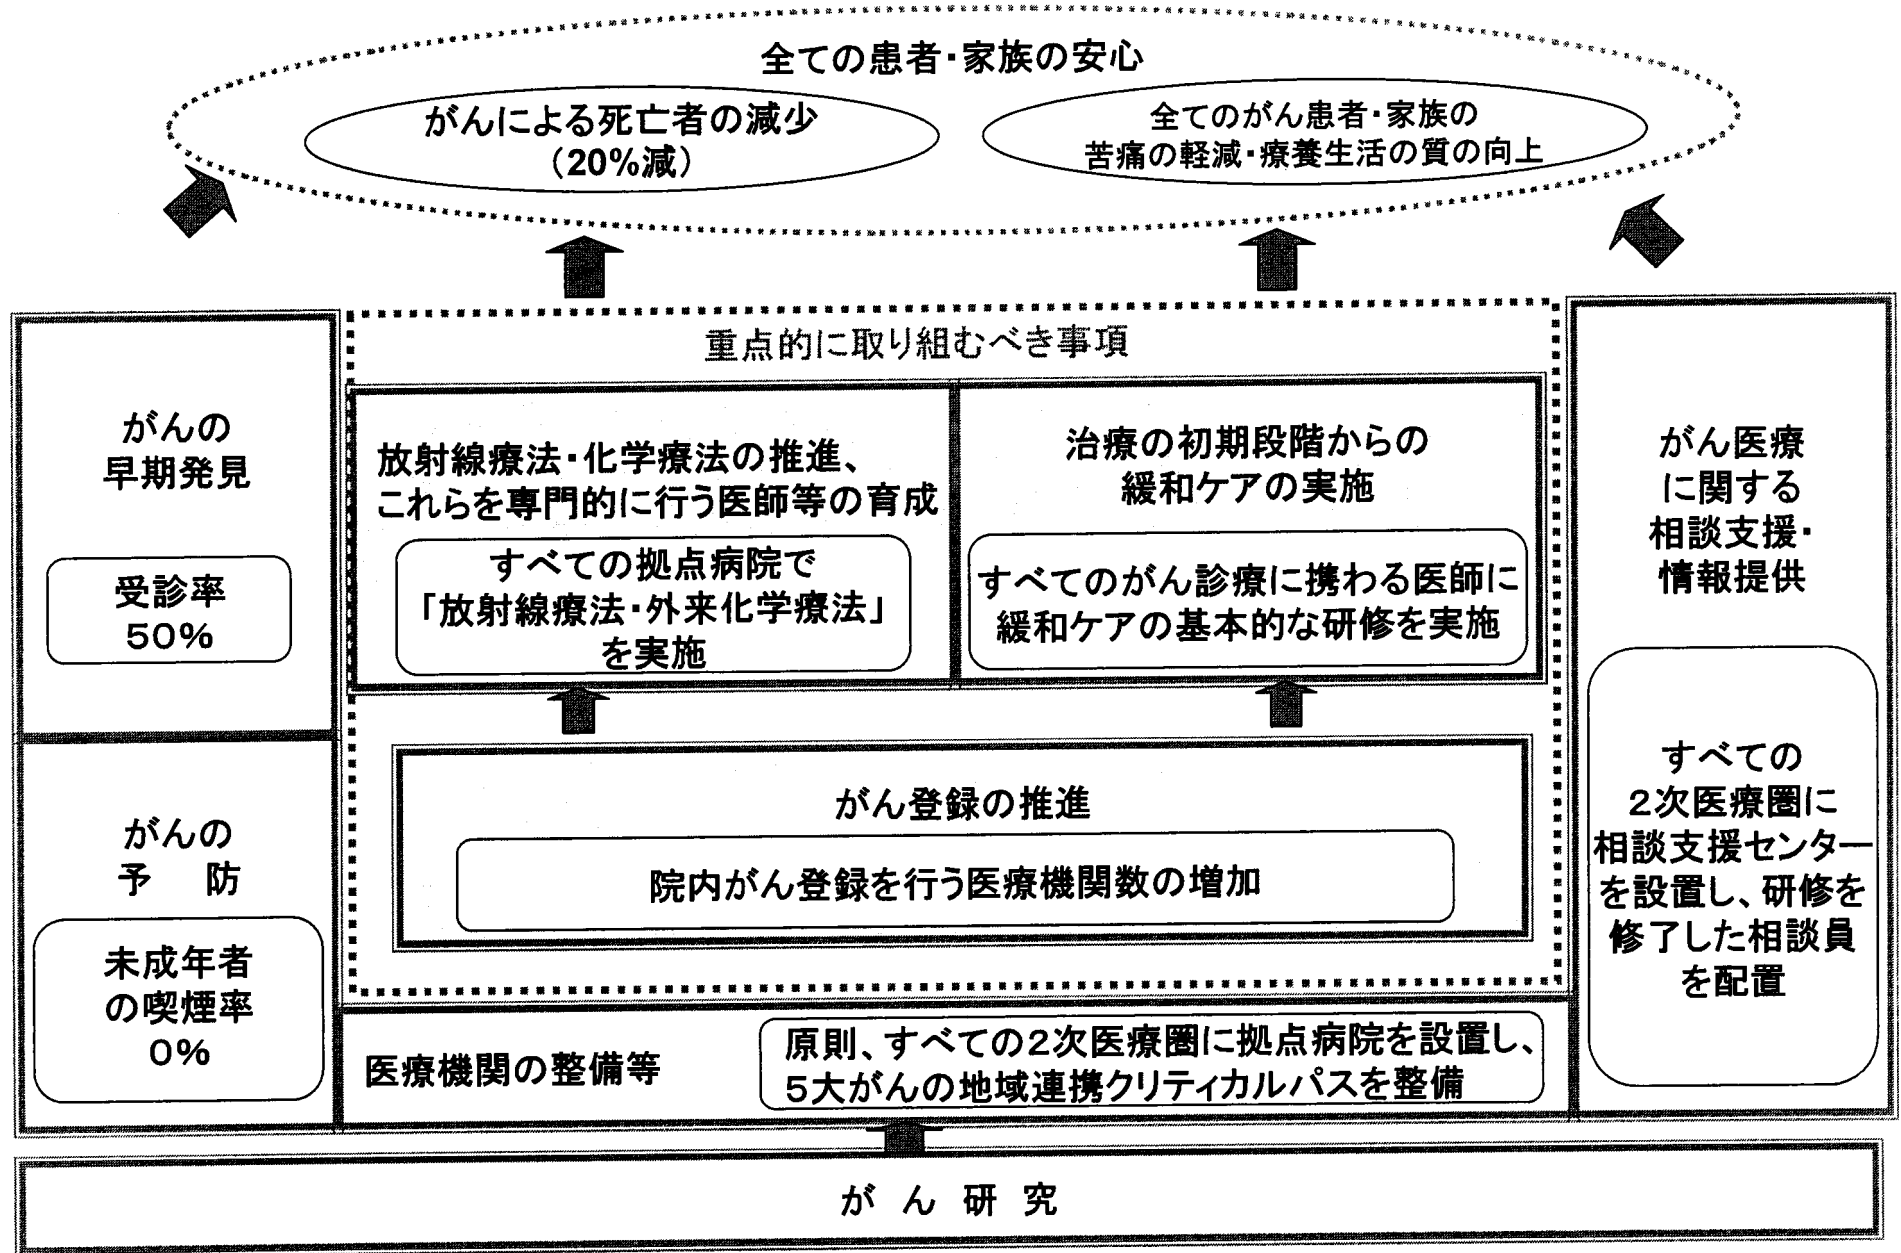 全ての患者・家族の安心
がんによる死亡者の減少
（20%減）
全てのがん患者・家族の
苦痛の軽減・療養生活の質の向上
がんの
早期発見
受診率
５０％
がんの
予　防
未成年者
の喫煙率
０％
重点的に取り組むべき事項
放射線療法・化学療法の推進、
これらを専門的に行う医師等の育成
すべての拠点病院で
「放射線療法・外来化学療法」
を実施
治療の初期段階からの
緩和ケアの実施
すべてのがん診療に携わる医師に
緩和ケアの基本的な研修を実施
がん登録の推進
院内がん登録を行う医療機関数の増加
医療機関の整備等
原則、すべての２次医療圏に拠点病院を設置し、
５大がんの地域連携クリティカルパスを整備
がん医療
に関する
相談支援・
情報提供
すべての
２次医療圏に
相談支援センター
を設置し、研修を
修了した相談員
を配置
がん研究